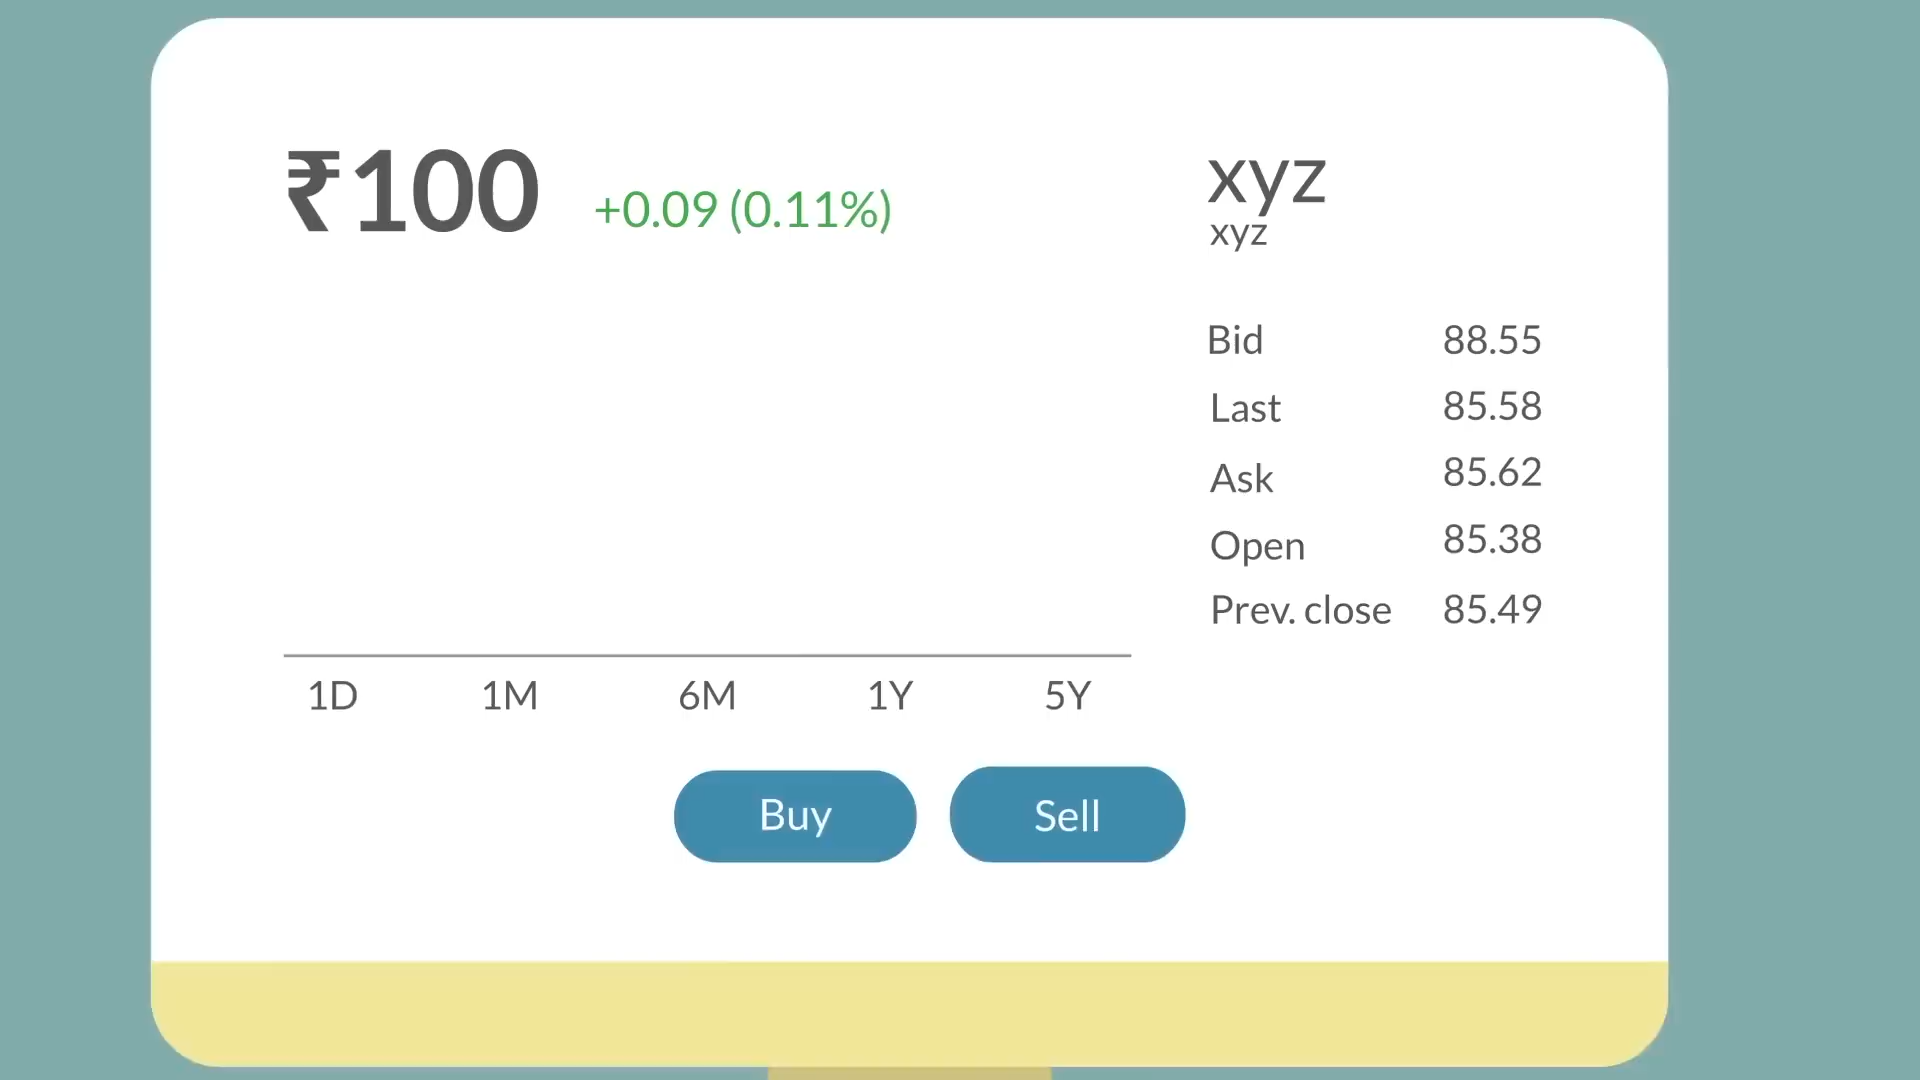 ₹100 +0.09 (0.11%)
xyz
xyz
Bid 88.55
Last 85.58
Ask 85.62
Open 85.38
Prev. close 85.49
1D 1M 6M 1Y 5Y
Buy Sell